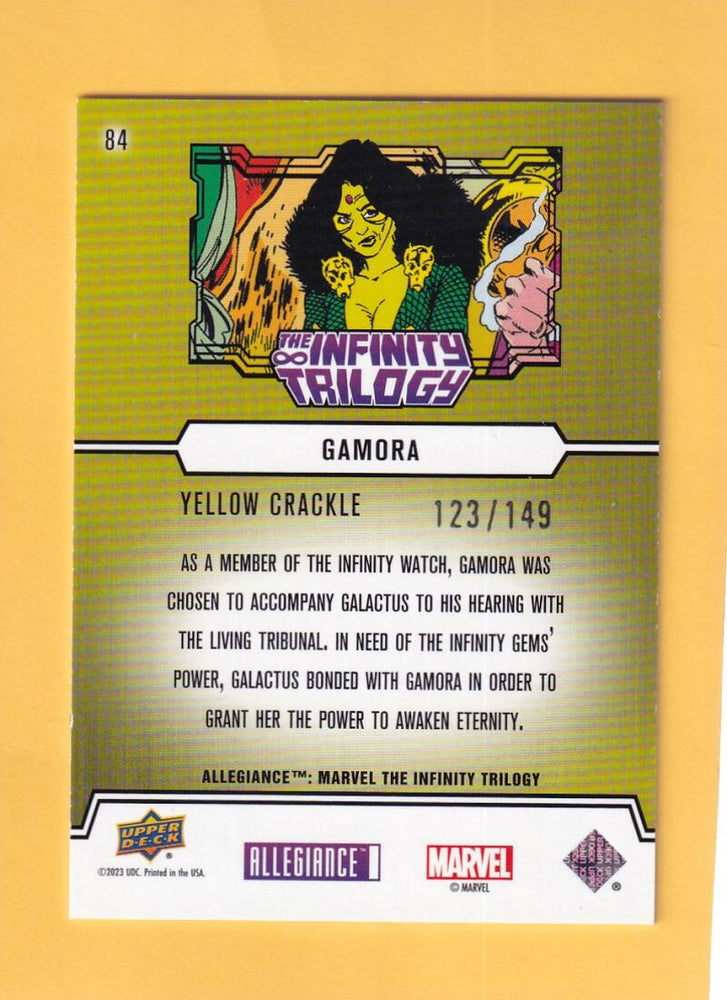 84
THE INFINITY
TRILOGY
GAMORA
YELLOW CRACKLE
123/149
AS A MEMBER OF THE INFINITY WATCH, GAMORA WAS
CHOSEN TO ACCOMPANY GALACTUS TO HIS HEARING WITH
THE LIVING TRIBUNAL. IN NEED OF THE INFINITY GEMS'
POWER, GALACTUS BONDED WITH GAMORA IN ORDER TO
GRANT HER THE POWER TO AWAKEN ETERNITY.
ALLEGIANCE™: MARVEL THE INFINITY TRILOGY
UPPER
D·E·C·K
®
©2023 UDC. Printed in the USA.
ALLEGIANCE™
MARVEL
© MARVEL
®